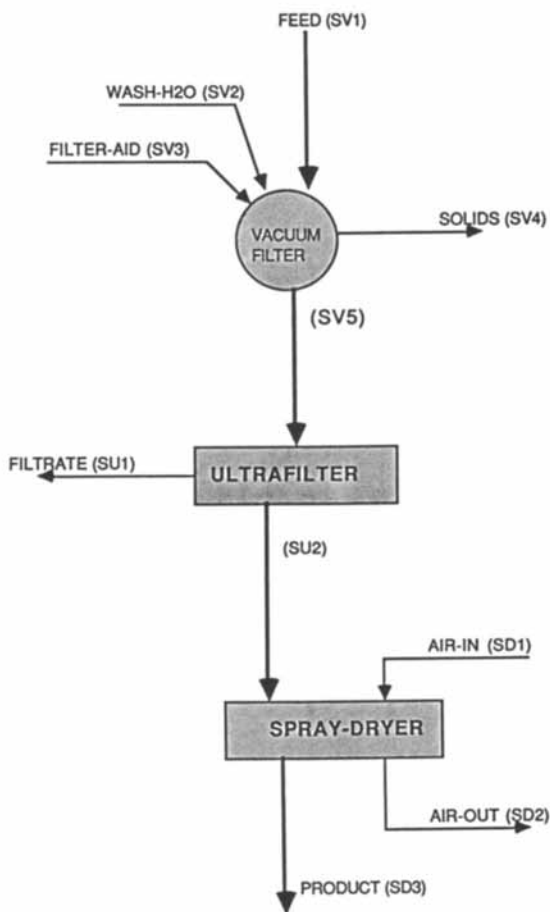 FEED (SV1)
WASH-H2O (SV2)
FILTER-AID (SV3)
SOLIDS (SV4)
VACUUM
FILTER
(SV5)
FILTRATE (SU1)
ULTRAFILTER
(SU2)
AIR-IN (SD1)
SPRAY-DRYER
AIR-OUT (SD2)
PRODUCT (SD3)